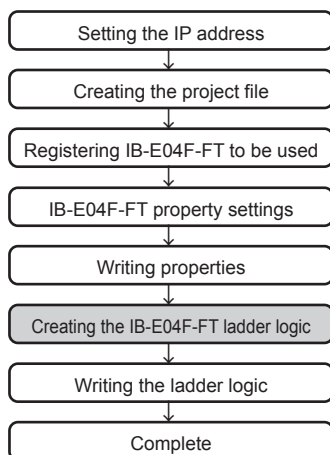 Setting the IP address
Creating the project file
Registering IB-E04F-FT to be used
IB-E04F-FT property settings
Writing properties
Creating the IB-E04F-FT ladder logic
Writing the ladder logic
Complete